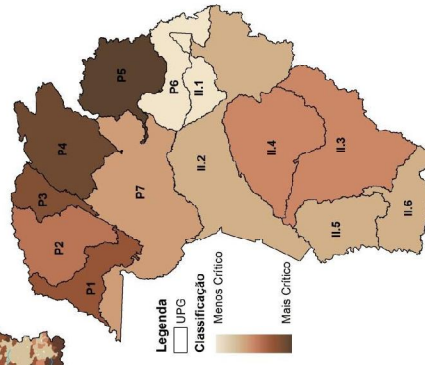 P1
P2
P3
P4
P5
P6
P7
II.1
II.2
II.4
II.3
II.5
II.6
Legenda
UPG
Classificação
Menos Crítico
Mais Crítico